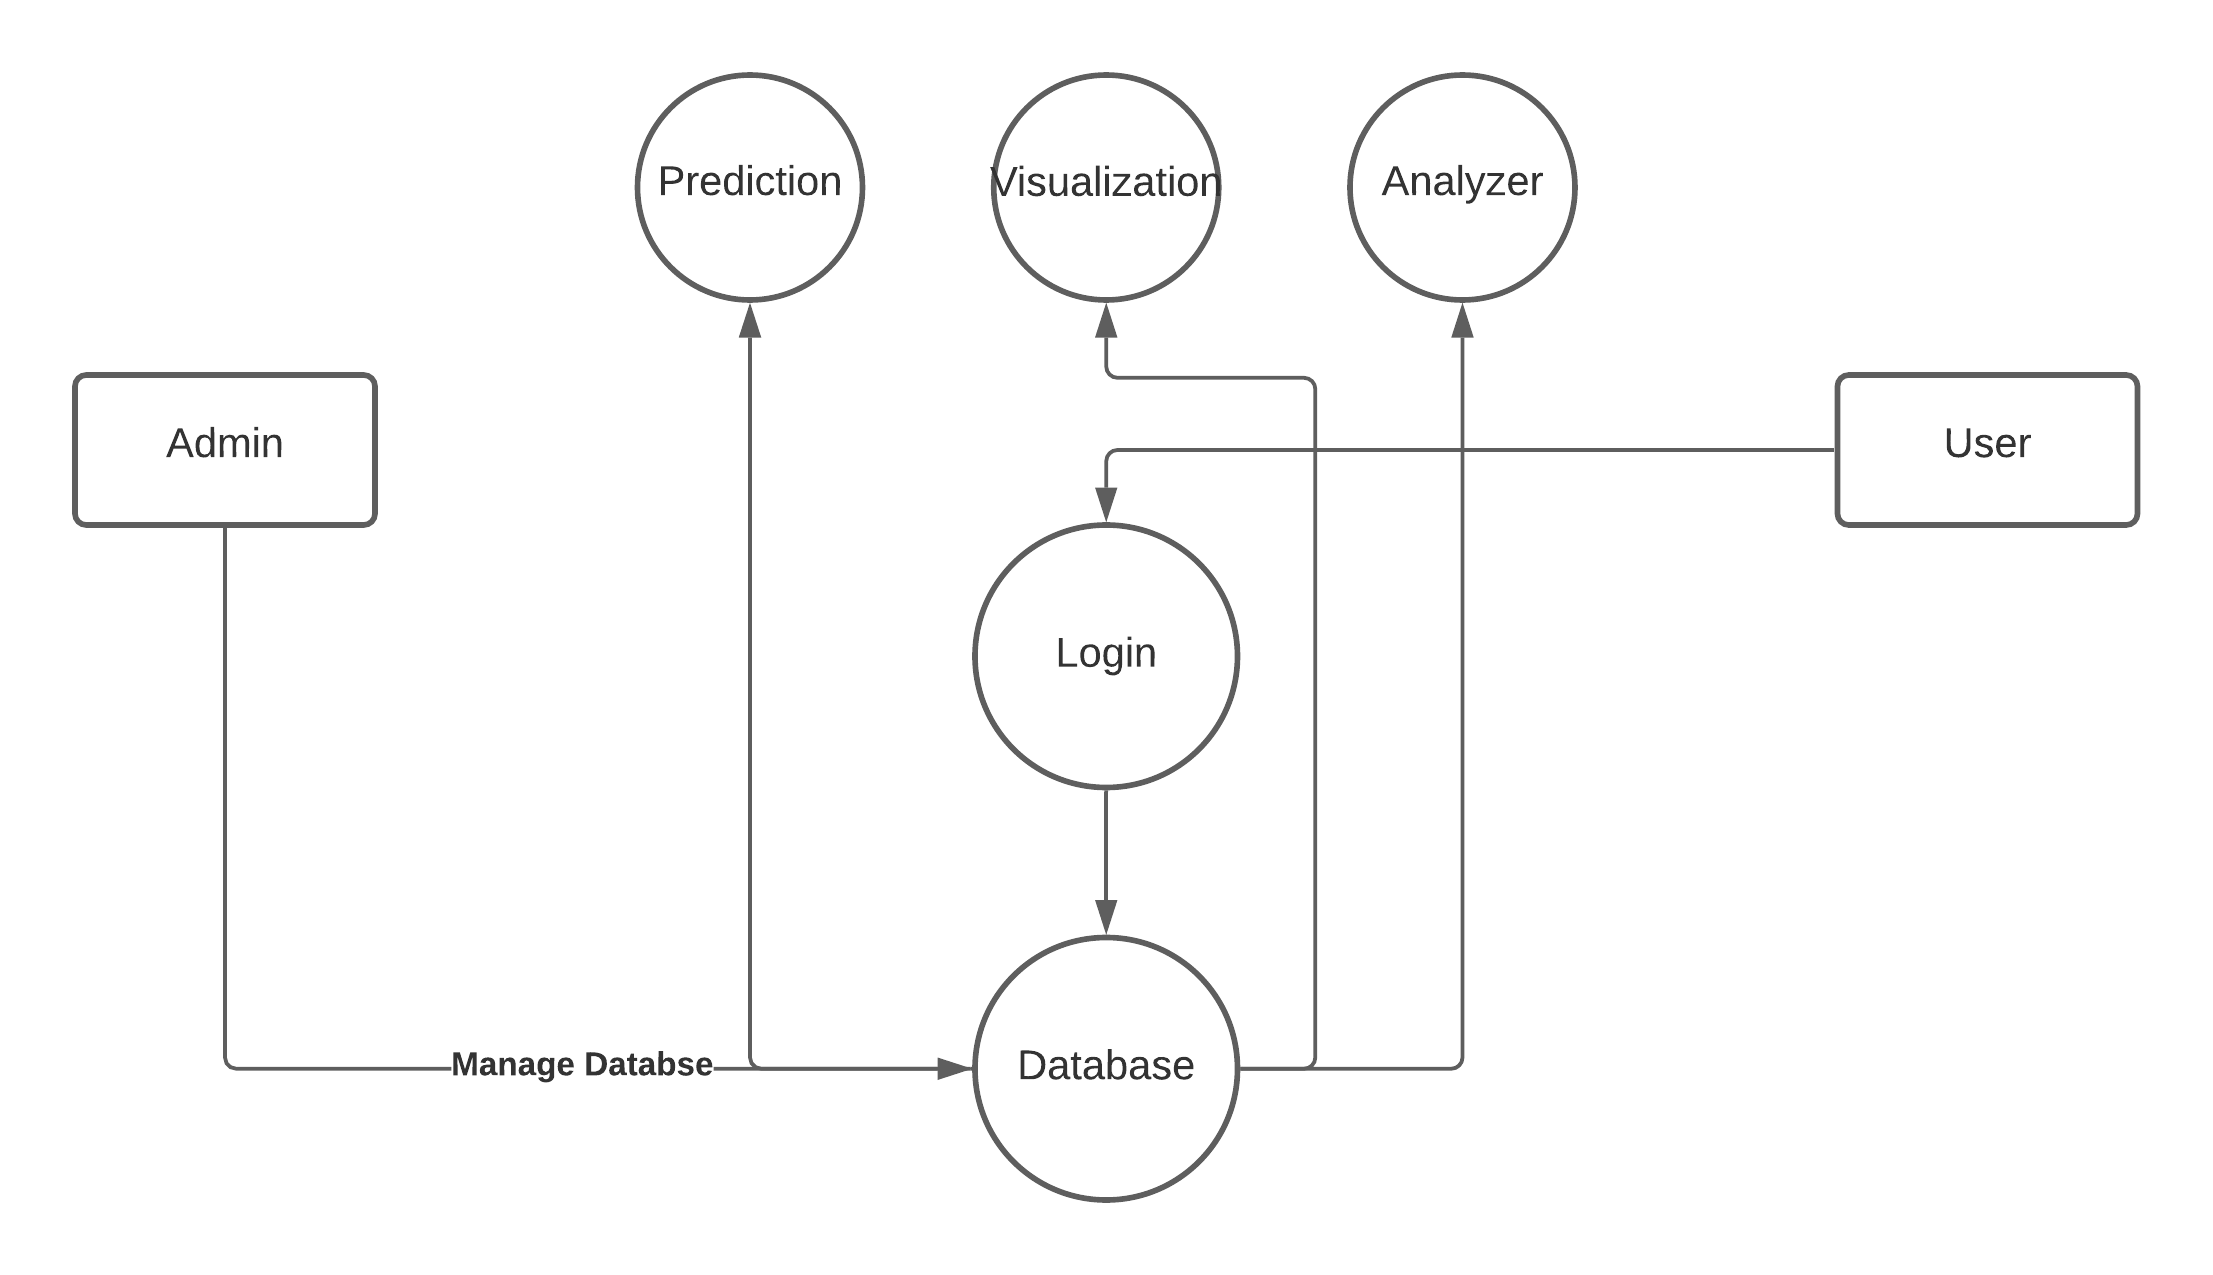 Prediction
Visualization
Analyzer
Admin
User
Login
Manage Databse
Database